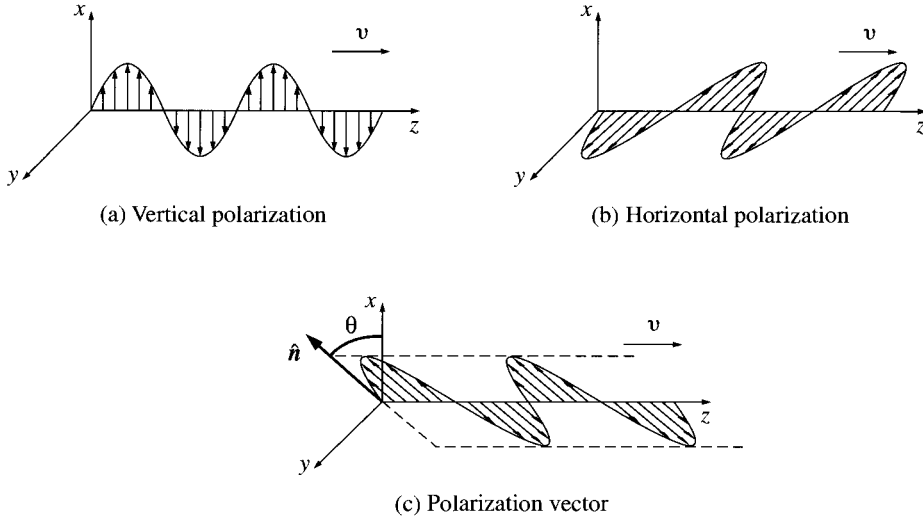 x
v
z
y
(a) Vertical polarization
x
v
z
y
(b) Horizontal polarization
x
θ
n̂
v
z
y
(c) Polarization vector